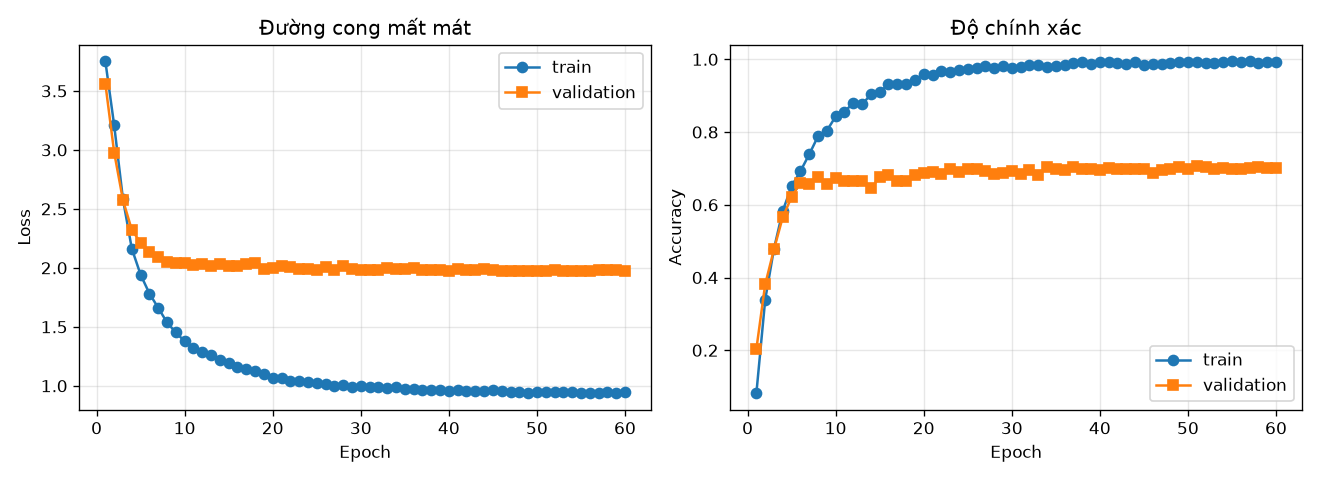 Đường cong mất mát
3.5
3.0
2.5
2.0
1.5
1.0
Loss
0
10
20
30
40
50
60
Epoch
train
validation
Độ chính xác
1.0
0.8
0.6
0.4
0.2
Accuracy
0
10
20
30
40
50
60
Epoch
train
validation